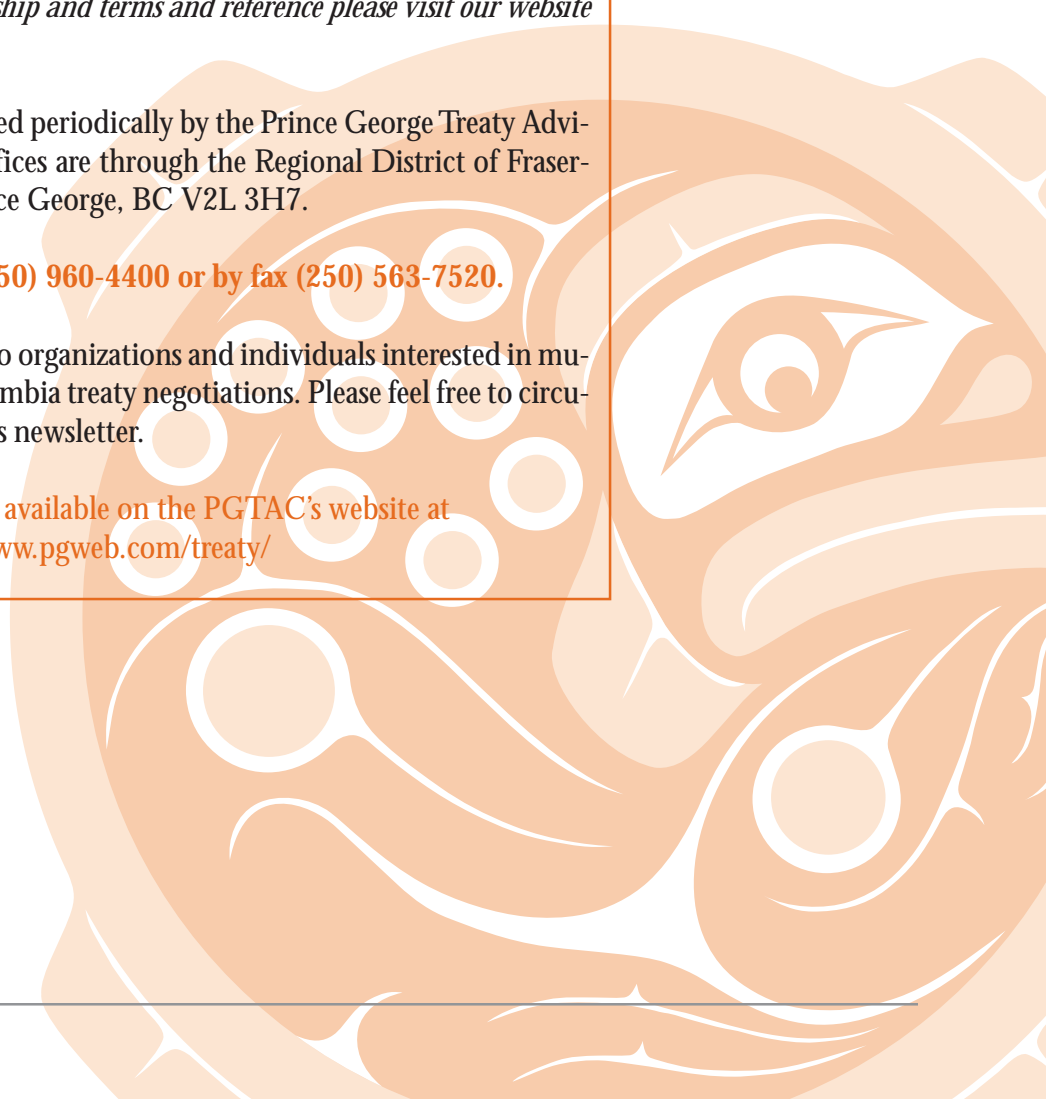 ship and terms and reference please visit our website
ed periodically by the Prince George Treaty Advi-
fices are through the Regional District of Fraser-
ce George, BC V2L 3H7.
50) 960-4400 or by fax (250) 563-7520.
o organizations and individuals interested in mu-
mbia treaty negotiations. Please feel free to circu-
s newsletter.
available on the PGTAC's website at
ww.pgweb.com/treaty/